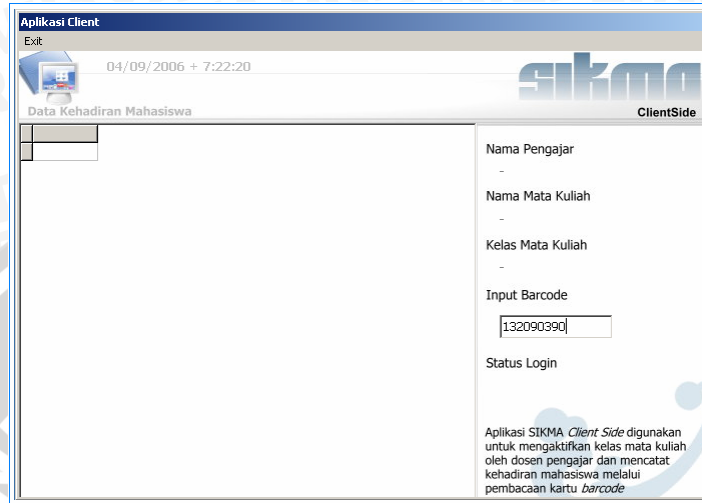 Aplikasi Client
Exit
04/09/2006 + 7:22:20
sikma
Data Kehadiran Mahasiswa
ClientSide
Nama Pengajar
-
Nama Mata Kuliah
-
Kelas Mata Kuliah
-
Input Barcode
132090390
Status Login
Aplikasi SIKMA Client Side digunakan
untuk mengaktifkan kelas mata kuliah
oleh dosen pengajar dan mencatat
kehadiran mahasiswa melalui
pembacaan kartu barcode